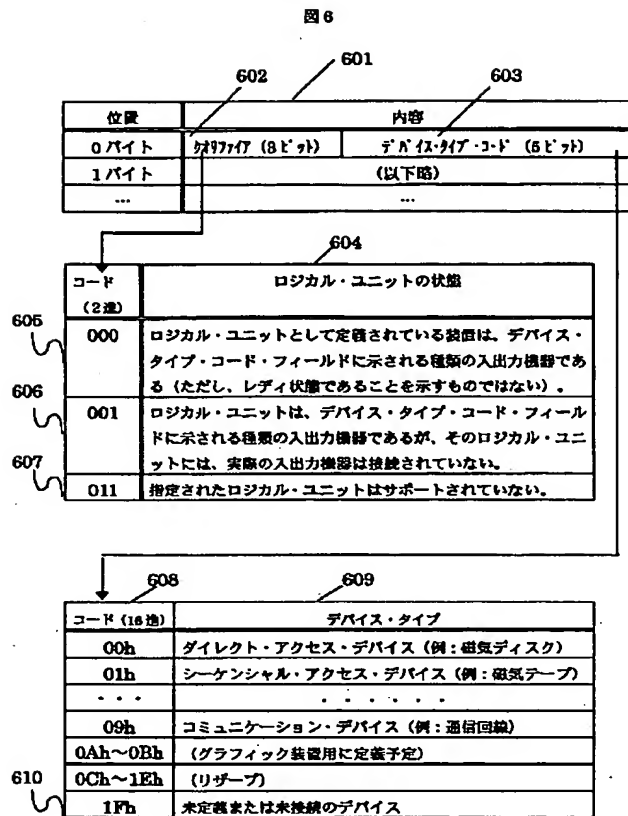 図6
601
602
603
位置 内容
0バイト クオリファイア (3ビット) デバイス・タイプ・コード (5ビット)
1バイト (以下略)
… …
604
コード (2進) ロジカル・ユニットの状態
605
000 ロジカル・ユニットとして定義されている装置は、デバイス・
タイプ・コード・フィールドに示される種類の入出力機器であ
る(ただし、レディ状態であることを示すものではない)。
606
001 ロジカル・ユニットは、デバイス・タイプ・コード・フィール
ドに示される種類の入出力機器であるが、そのロジカル・ユニ
ットには、実際の入出力機器は接続されていない。
607
011 指定されたロジカル・ユニットはサポートされていない。
608
609
コード (16進) デバイス・タイプ
00h ダイレクト・アクセス・デバイス (例:磁気ディスク)
01h シーケンシャル・アクセス・デバイス (例:磁気テープ)
・・・ ・・・・・・
09h コミュニケーション・デバイス (例:通信回線)
0Ah~0Bh (グラフィック装置用に定義予定)
0Ch~1Eh (リザーブ)
610
1Fh 未定義または未接続のデバイス